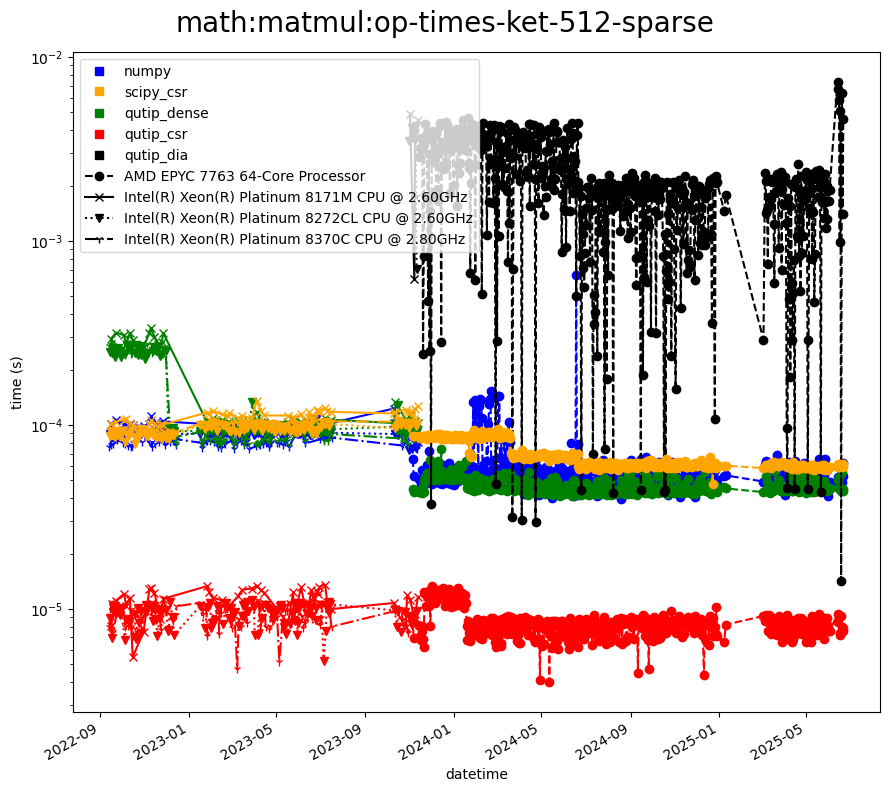 math:matmul:op-times-ket-512-sparse
numpy
scipy_csr
qutip_dense
qutip_csr
qutip_dia
AMD EPYC 7763 64-Core Processor
Intel(R) Xeon(R) Platinum 8171M CPU @ 2.60GHz
Intel(R) Xeon(R) Platinum 8272CL CPU @ 2.60GHz
Intel(R) Xeon(R) Platinum 8370C CPU @ 2.80GHz
10⁻²
10⁻³
10⁻⁴
10⁻⁵
time (s)
2022-09
2023-01
2023-05
2023-09
2024-01
2024-05
2024-09
2025-01
2025-05
datetime